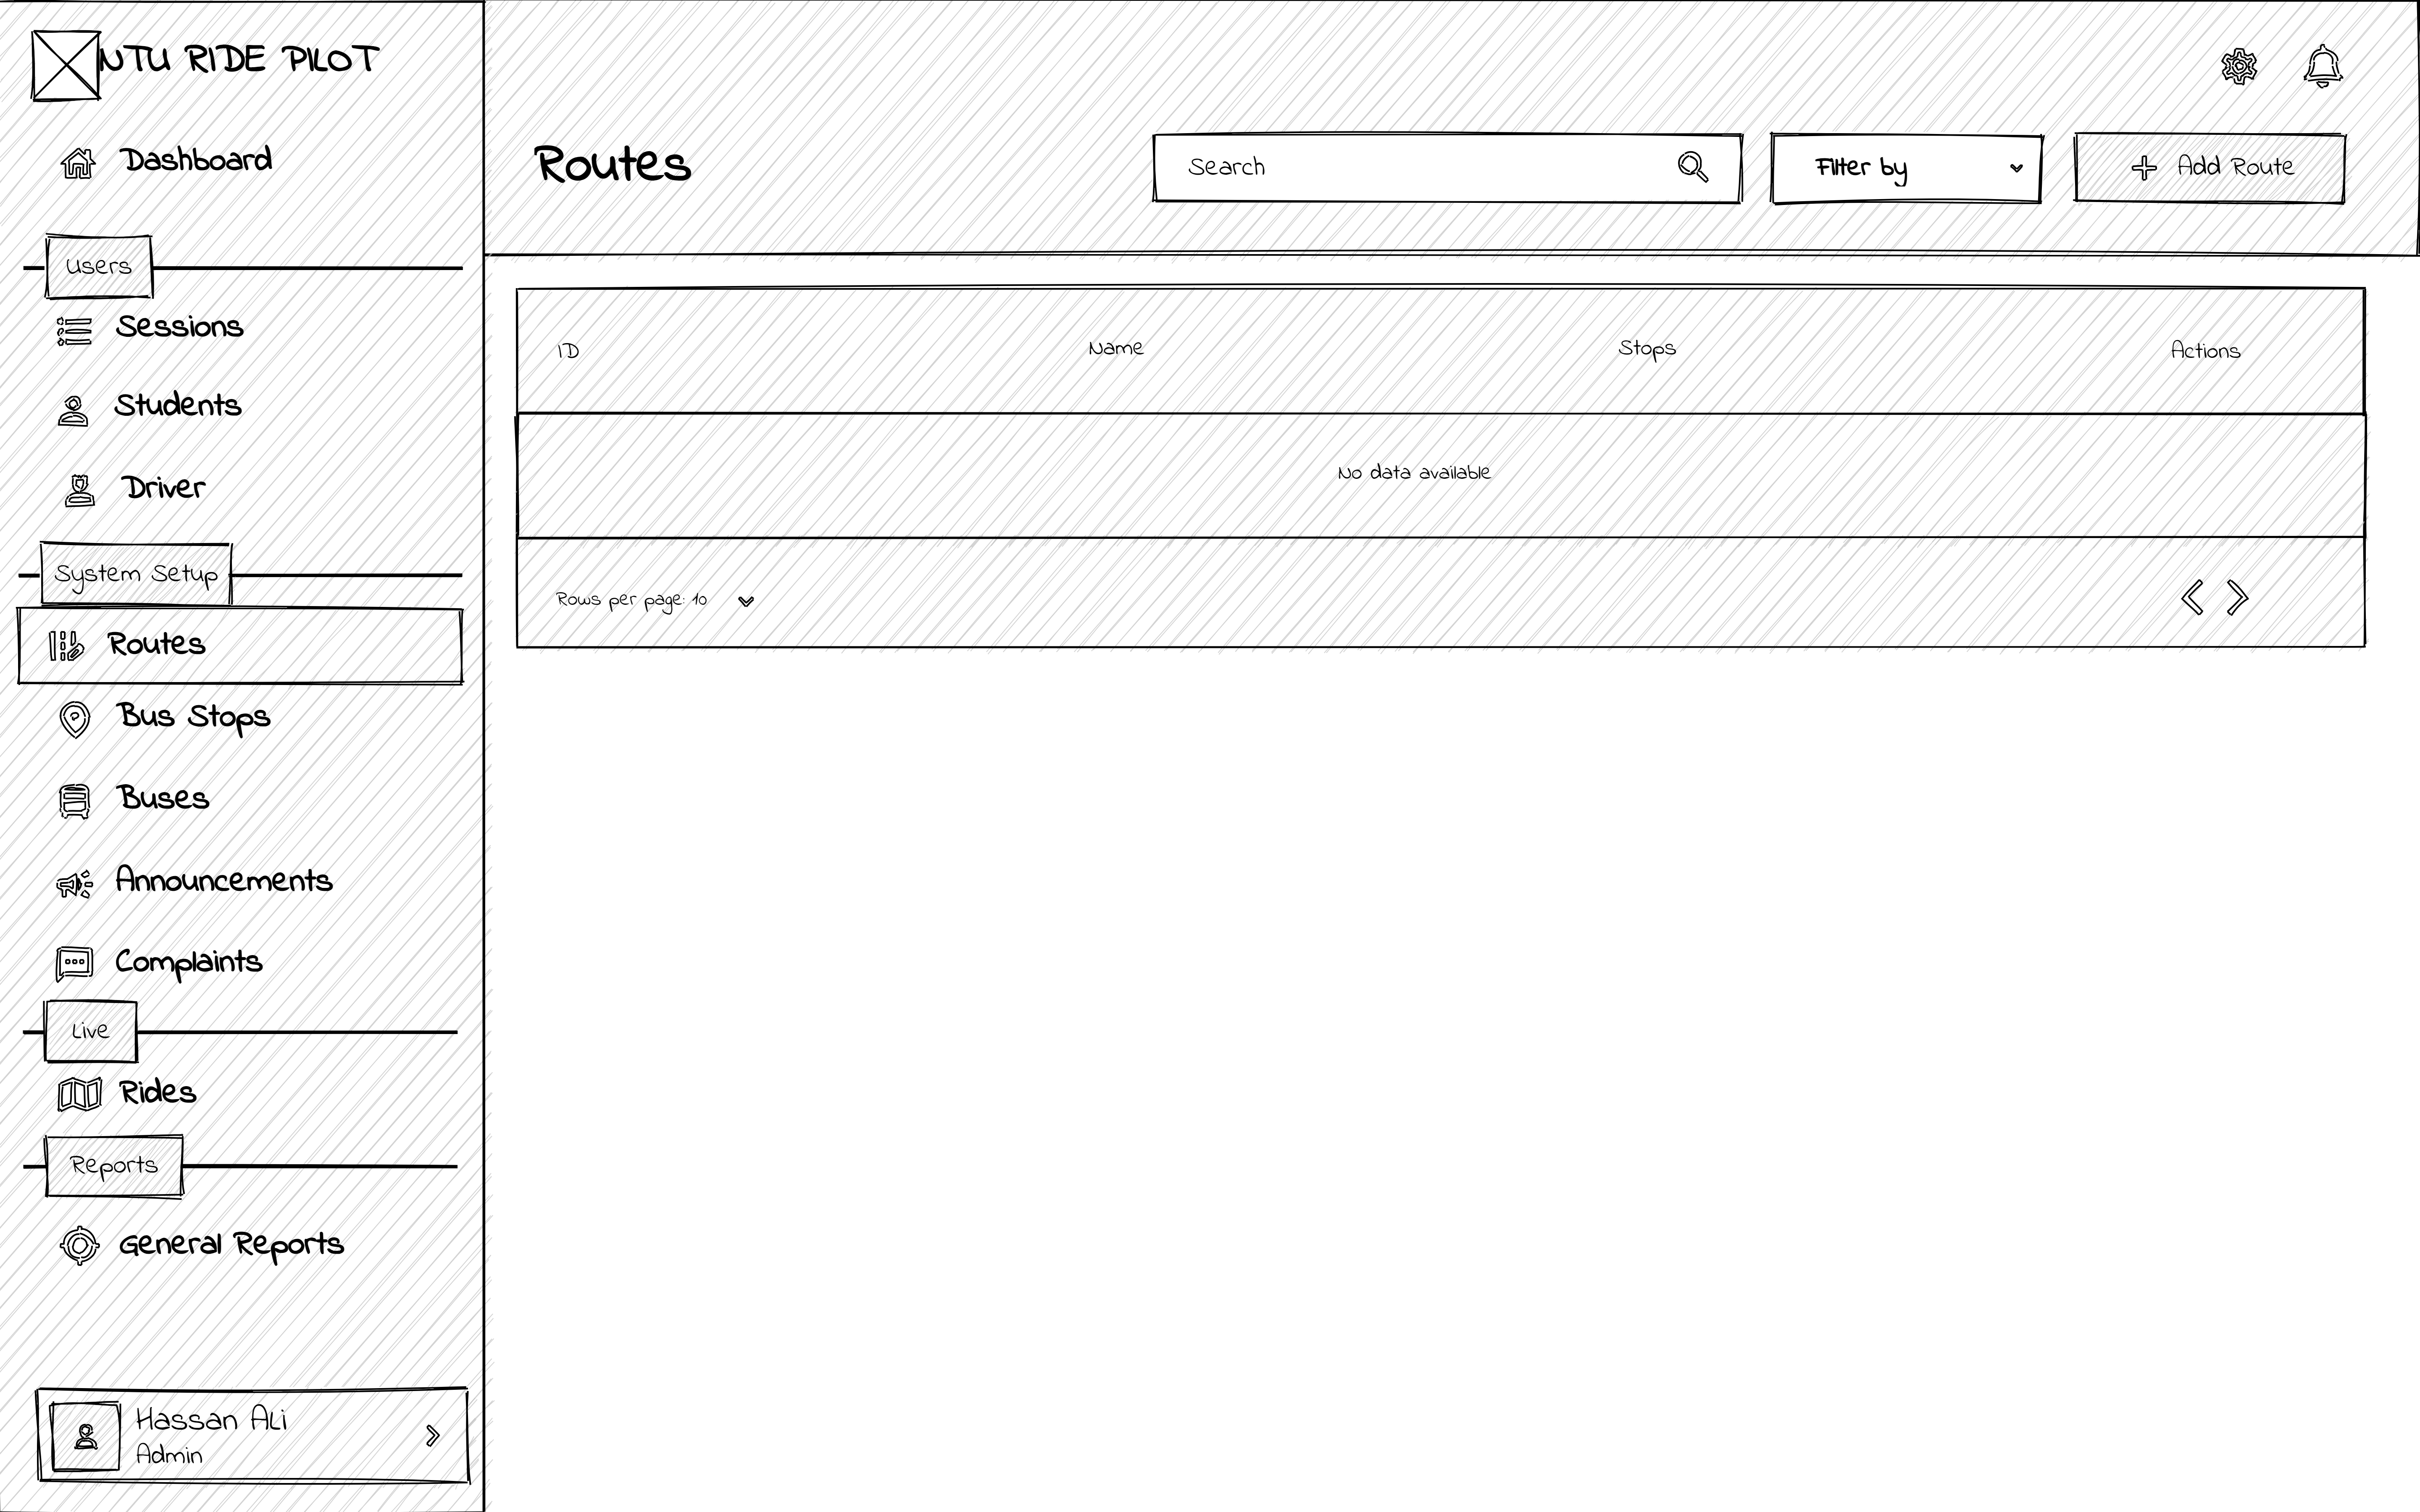 NTU RIDE PILOT
Dashboard
Users
Sessions
Students
Driver
System Setup
Routes
Bus Stops
Buses
Announcements
Complaints
Live
Rides
Reports
General Reports
Hassan Ali
Admin
Routes
Search
Filter by
Add Route
ID Name Stops Actions
No data available
Rows per page: 10